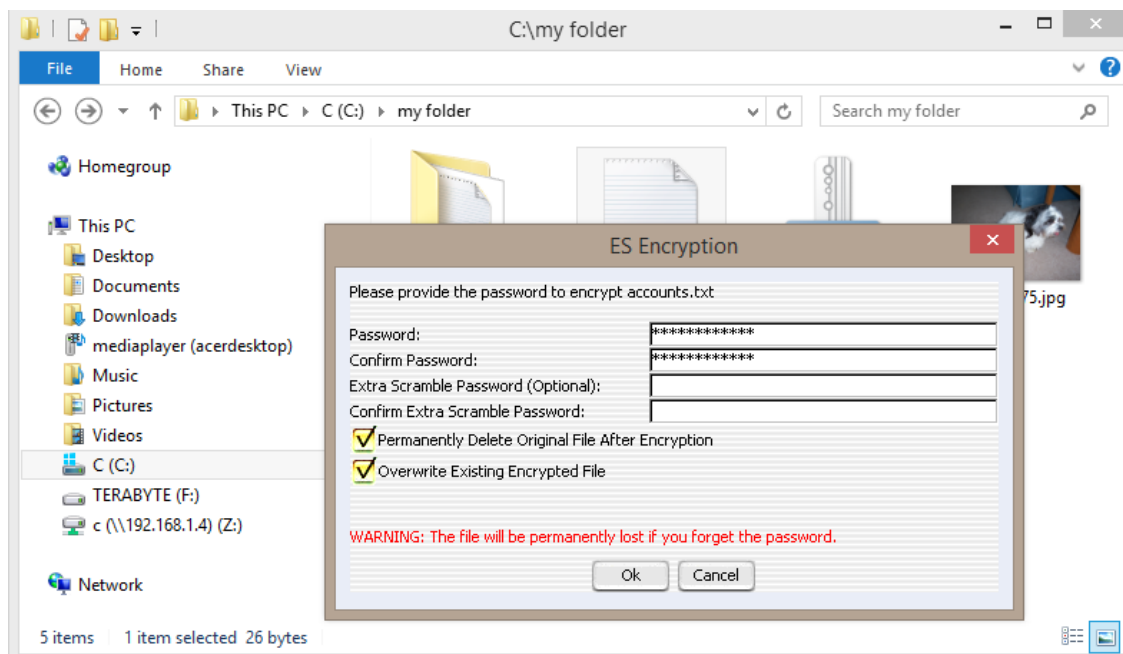 C:\my folder
File Home Share View
This PC C (C:) my folder
Search my folder
Homegroup
This PC
Desktop
Documents
Downloads
mediaplayer (acerdesktop)
Music
Pictures
Videos
C (C:)
TERABYTE (F:)
c (\\192.168.1.4) (Z:)
Network
75.jpg
ES Encryption
Please provide the password to encrypt accounts.txt
Password: ************
Confirm Password: ************
Extra Scramble Password (Optional):
Confirm Extra Scramble Password:
Permanently Delete Original File After Encryption
Overwrite Existing Encrypted File
WARNING: The file will be permanently lost if you forget the password.
Ok Cancel
5 items 1 item selected 26 bytes